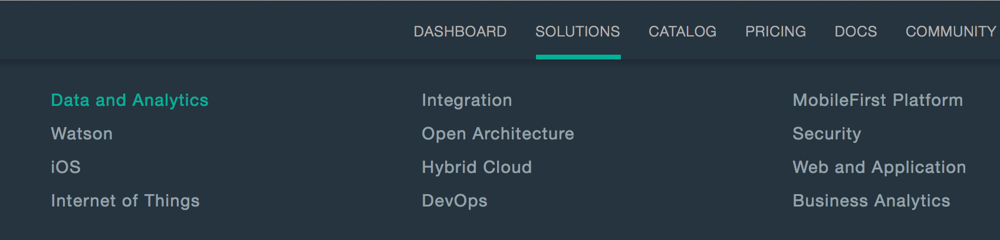 DASHBOARD SOLUTIONS CATALOG PRICING DOCS COMMUNITY
Data and Analytics
Watson
iOS
Internet of Things
Integration
Open Architecture
Hybrid Cloud
DevOps
MobileFirst Platform
Security
Web and Application
Business Analytics